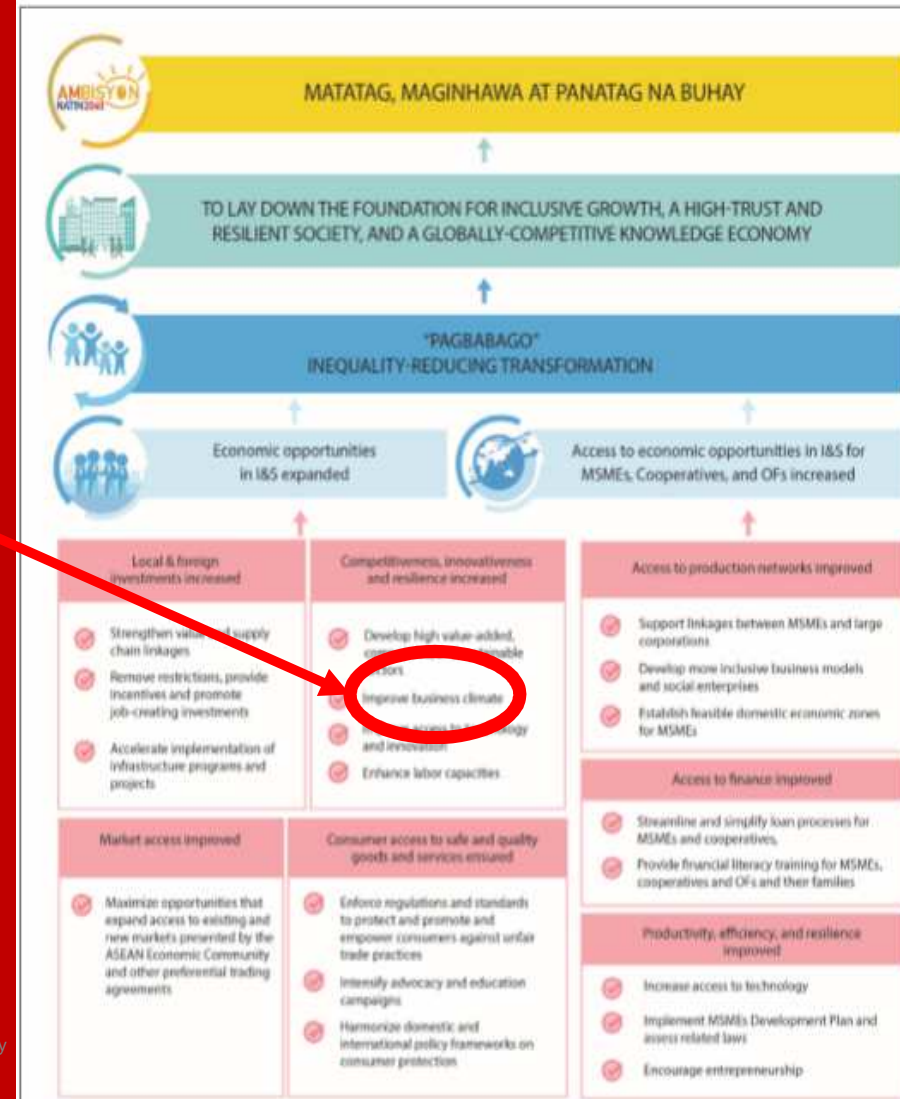 AMBISYON
NATIN2040
MATATAG, MAGINHAWA AT PANATAG NA BUHAY
TO LAY DOWN THE FOUNDATION FOR INCLUSIVE GROWTH, A HIGH-TRUST AND
RESILIENT SOCIETY, AND A GLOBALLY-COMPETITIVE KNOWLEDGE ECONOMY
"PAGBABAGO"
INEQUALITY-REDUCING TRANSFORMATION
Economic opportunities
in I&S expanded
Access to economic opportunities in I&S for
MSMEs, Cooperatives, and OFs increased
Local & foreign
investments increased
Strengthen value and supply
chain linkages
Remove restrictions, provide
incentives and promote
job-creating investments
Accelerate implementation of
infrastructure programs and
projects
Competitiveness, innovativeness
and resilience increased
Develop high value-added,
Improve business climate
access to
and innovation
Enhance labor capacities
Access to production networks improved
Support linkages between MSMEs and large
corporations
Develop more inclusive business models
and social enterprises
Establish feasible domestic economic zones
for MSMEs
Access to finance improved
Streamline and simplify loan processes for
MSMEs and cooperatives,
Provide financial literacy training for MSMEs,
cooperatives and OFs and their families
Market access improved
Maximize opportunities that
expand access to existing and
new markets presented by the
ASEAN Economic Community
and other preferential trading
agreements
Consumer access to safe and quality
goods and services ensured
Enforce regulations and standards
to protect and promote and
empower consumers against unfair
trade practices
Intensify advocacy and education
campaigns
Harmonize domestic and
international policy frameworks on
consumer protection
Productivity, efficiency, and resilience
improved
Increase access to technology
Implement MSMEs Development Plan and
assess related laws
Encourage entrepreneurship